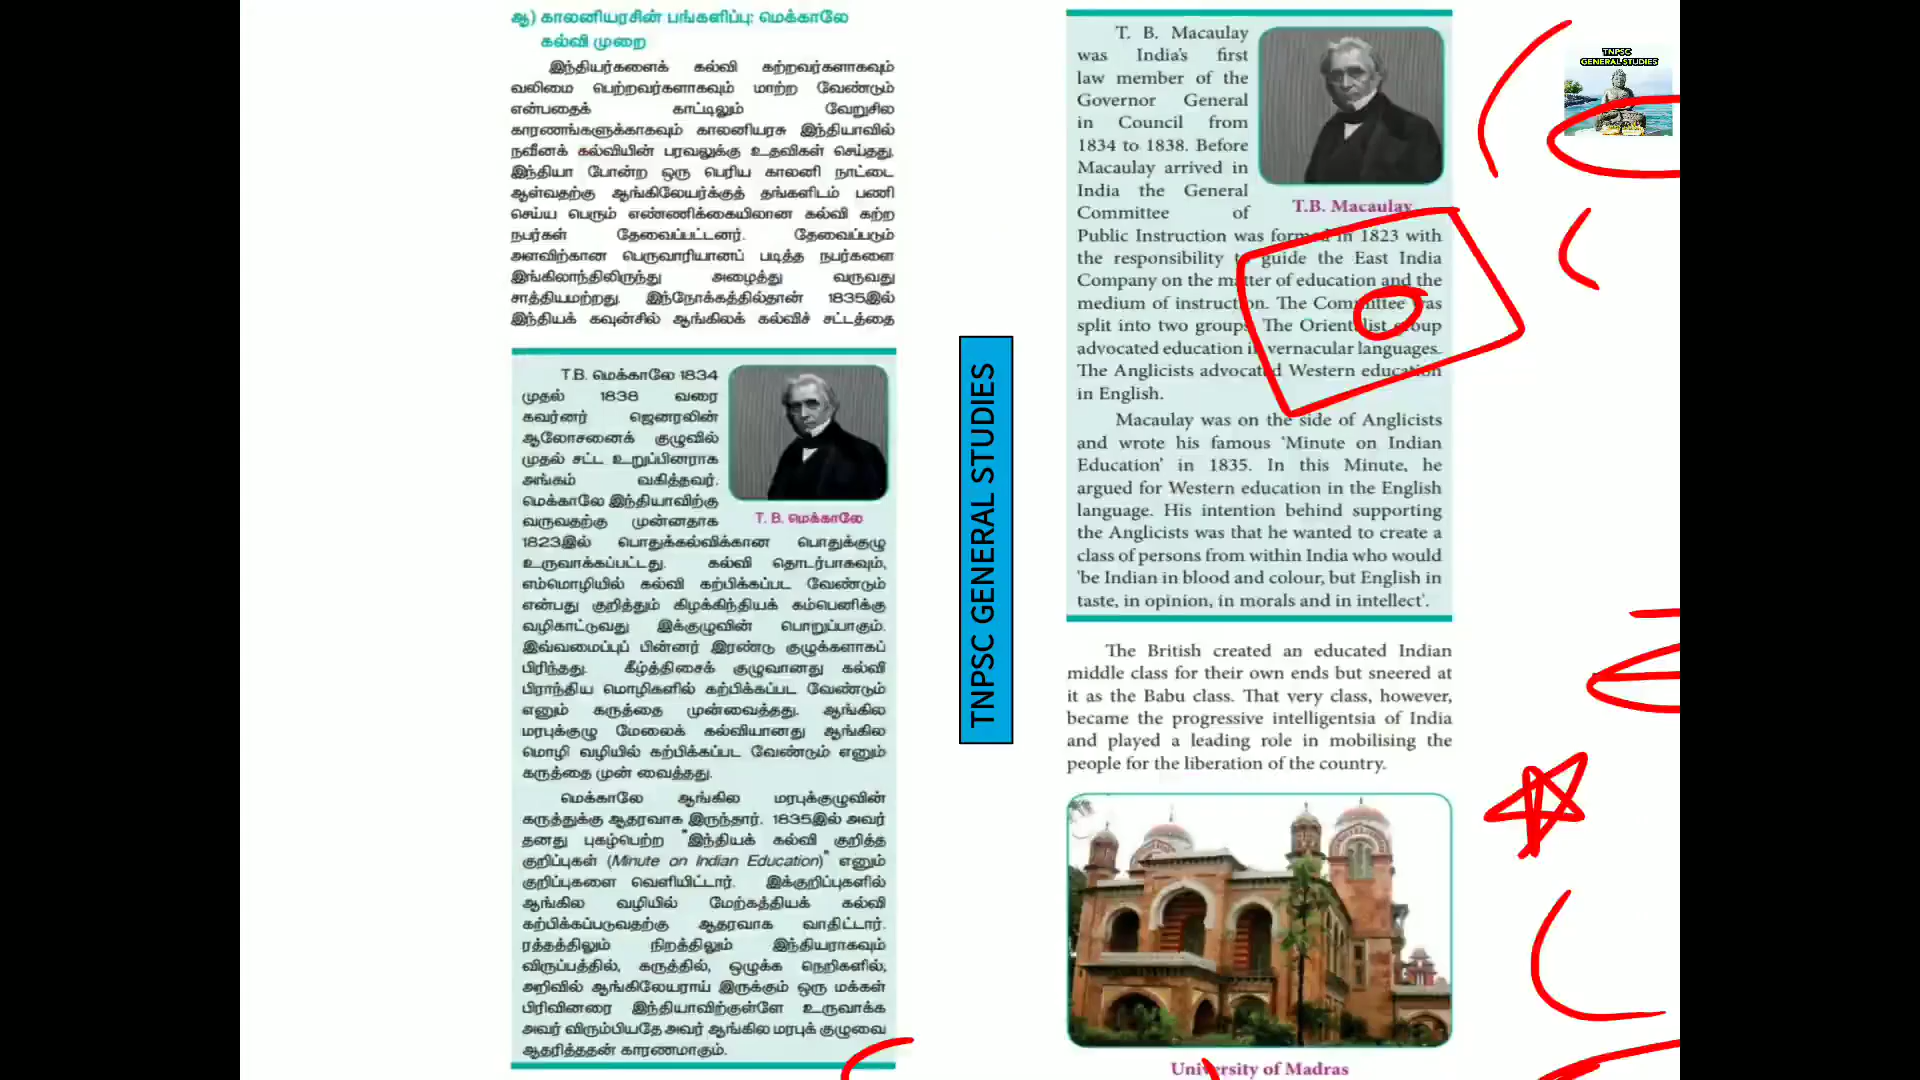 ஆ) காலனியரசின் பங்களிப்பு: மெக்காலே
கல்வி முறை
இந்தியர்களைக் கல்வி கற்றவர்களாகவும்
வலிமை பெற்றவர்களாகவும் மாற்ற வேண்டும்
என்பதைக் காட்டிலும் வேறுசில
காரணங்களுக்காகவும் காலனியரசு இந்தியாவில்
நவீனக் கல்வியின் பரவலுக்கு உதவிகள் செய்தது.
இந்தியா போன்ற ஒரு பெரிய காலனி நாட்டை
ஆள்வதற்கு ஆங்கிலேயர்க்குத் தங்களிடம் பணி
செய்ய பெரும் எண்ணிக்கையிலான கல்வி கற்ற
நபர்கள் தேவைப்பட்டனர். தேவைப்படும்
அளவிற்கான பெருவாரியானப் படித்த நபர்களை
இங்கிலாந்திலிருந்து அழைத்து வருவது
சாத்தியமற்றது. இந்நோக்கத்தில்தான் 1835இல்
இந்தியக் கவுன்சில் ஆங்கிலக் கல்விச் சட்டத்தை
T.B. மெக்காலே 1834
முதல் 1838 வரை
கவர்னர் ஜெனரலின்
ஆலோசனைக் குழுவில்
முதல் சட்ட உறுப்பினராக
அங்கம் வகித்தவர்.
மெக்காலே இந்தியாவிற்கு
வருவதற்கு முன்னதாக
T. B. மெக்காலே
1823இல் பொதுக்கல்விக்கான பொதுக்குழு
உருவாக்கப்பட்டது. கல்வி தொடர்பாகவும்,
எம்மொழியில் கல்வி கற்பிக்கப்பட வேண்டும்
என்பது குறித்தும் கிழக்கிந்தியக் கம்பெனிக்கு
வழிகாட்டுவது இக்குழுவின் பொறுப்பாகும்.
இவ்வமைப்புப் பின்னர் இரண்டு குழுக்களாகப்
பிரிந்தது. கீழ்த்திசைக் குழுவானது கல்வி
பிராந்திய மொழிகளில் கற்பிக்கப்பட வேண்டும்
எனும் கருத்தை முன்வைத்தது. ஆங்கில
மரபுக்குழு மேலைக் கல்வியானது ஆங்கில
மொழி வழியில் கற்பிக்கப்பட வேண்டும் எனும்
கருத்தை முன் வைத்தது.
மெக்காலே ஆங்கில மரபுக்குழுவின்
கருத்துக்கு ஆதரவாக இருந்தார். 1835இல் அவர்
தனது புகழ்பெற்ற "இந்தியக் கல்வி குறித்த
குறிப்புகள் (Minute on Indian Education)" எனும்
குறிப்புகளை வெளியிட்டார். இக்குறிப்புகளில்
ஆங்கில வழியில் மேற்கத்தியக் கல்வி
கற்பிக்கப்படுவதற்கு ஆதரவாக வாதிட்டார்.
ரத்தத்திலும் நிறத்திலும் இந்தியராகவும்
விருப்பத்தில், கருத்தில், ஒழுக்க நெறிகளில்,
அறிவில் ஆங்கிலேயராய் இருக்கும் ஒரு மக்கள்
பிரிவினரை இந்தியாவிற்குள்ளே உருவாக்க
அவர் விரும்பியதே அவர் ஆங்கில மரபுக் குழுவை
ஆதரித்ததன் காரணமாகும்.
TNPSC GENERAL STUDIES
T. B. Macaulay
was India's first
law member of the
Governor General
in Council from
1834 to 1838. Before
Macaulay arrived in
India the General
Committee of
T.B. Macaulay
Public Instruction was formed in 1823 with
the responsibility to guide the East India
Company on the matter of education and the
medium of instruction. The Committee was
split into two groups. The Orientalist group
advocated education in vernacular languages.
The Anglicists advocated Western education
in English.
Macaulay was on the side of Anglicists
and wrote his famous 'Minute on Indian
Education' in 1835. In this Minute, he
argued for Western education in the English
language. His intention behind supporting
the Anglicists was that he wanted to create a
class of persons from within India who would
'be Indian in blood and colour, but English in
taste, in opinion, in morals and in intellect'.
The British created an educated Indian
middle class for their own ends but sneered at
it as the Babu class. That very class, however,
became the progressive intelligentsia of India
and played a leading role in mobilising the
people for the liberation of the country.
University of Madras
TNPSC
GENERAL STUDIES